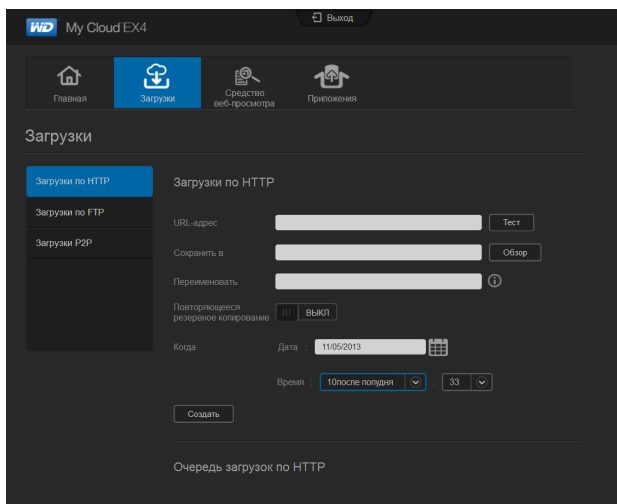 WD My Cloud EX4
Выход
Главная
Загрузки
Средство
веб-просмотра
Приложения
Загрузки
Загрузки по HTTP
Загрузки по FTP
Загрузки P2P
Загрузки по HTTP
URL-адрес
Тест
Сохранить в
Обзор
Переименовать
Повторяющееся
резервное копирование
ВЫКЛ
Когда
Дата :
11/05/2013
Время :
10после полудня
:
33
Создать
Очередь загрузок по HTTP